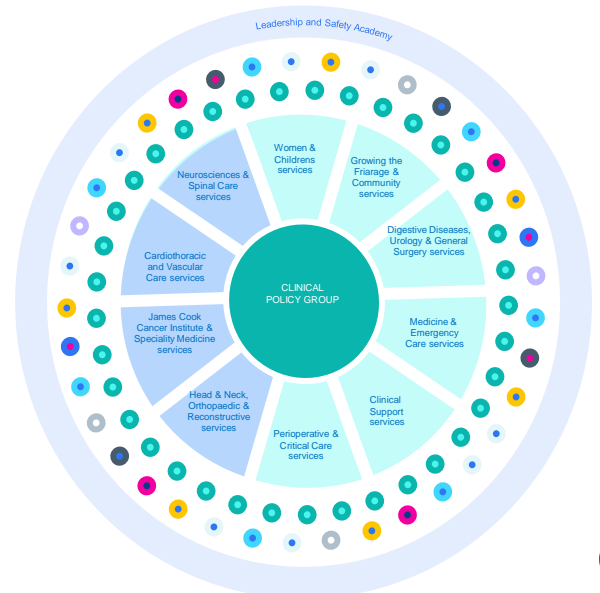 Leadership and Safety Academy
Women &
Childrens
services
Growing the
Friarage &
Community
services
Digestive Diseases,
Urology & General
Surgery services
Medicine &
Emergency
Care services
Clinical
Support
services
Perioperative &
Critical Care
services
Head & Neck,
Orthopaedic &
Reconstructive
services
James Cook
Cancer Institute &
Speciality Medicine
services
Cardiothoracic
and Vascular
Care services
Neurosciences &
Spinal Care
services
CLINICAL
POLICY GROUP